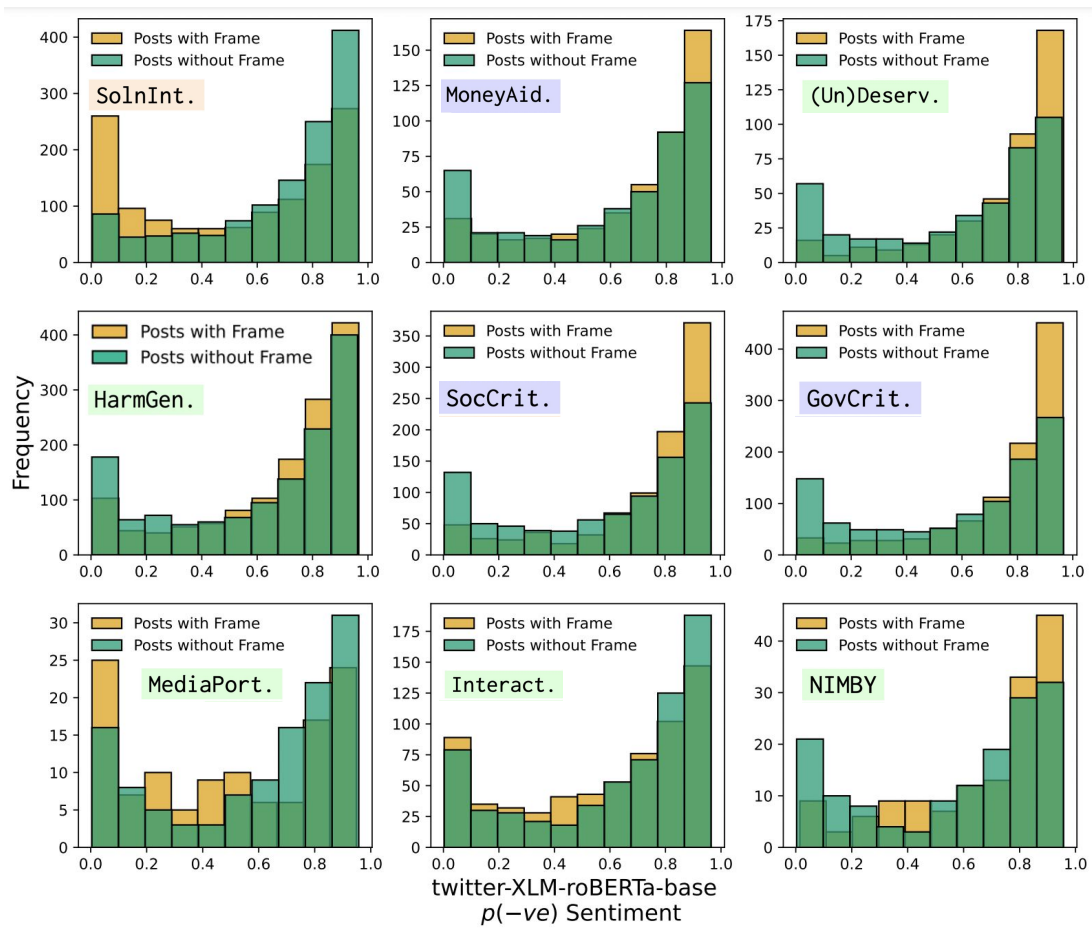 Posts with Frame
Posts without Frame
SolnInt.
400
300
200
100
0
0.0 0.2 0.4 0.6 0.8 1.0
Posts with Frame
Posts without Frame
MoneyAid.
150
125
100
75
50
25
0
0.0 0.2 0.4 0.6 0.8 1.0
Posts with Frame
Posts without Frame
(Un)Deserv.
175
150
125
100
75
50
25
0
0.0 0.2 0.4 0.6 0.8 1.0
Frequency
Posts with Frame
Posts without Frame
HarmGen.
400
300
200
100
0
0.0 0.2 0.4 0.6 0.8 1.0
Posts with Frame
Posts without Frame
SocCrit.
350
300
250
200
150
100
50
0
0.0 0.2 0.4 0.6 0.8 1.0
Posts with Frame
Posts without Frame
GovCrit.
400
300
200
100
0
0.0 0.2 0.4 0.6 0.8 1.0
Posts with Frame
Posts without Frame
MediaPort.
30
25
20
15
10
5
0
0.0 0.2 0.4 0.6 0.8 1.0
Posts with Frame
Posts without Frame
Interact.
175
150
125
100
75
50
25
0
0.0 0.2 0.4 0.6 0.8 1.0
Posts with Frame
Posts without Frame
NIMBY
40
30
20
10
0
0.0 0.2 0.4 0.6 0.8 1.0
twitter-XLM-roBERTa-base
p(−ve) Sentiment